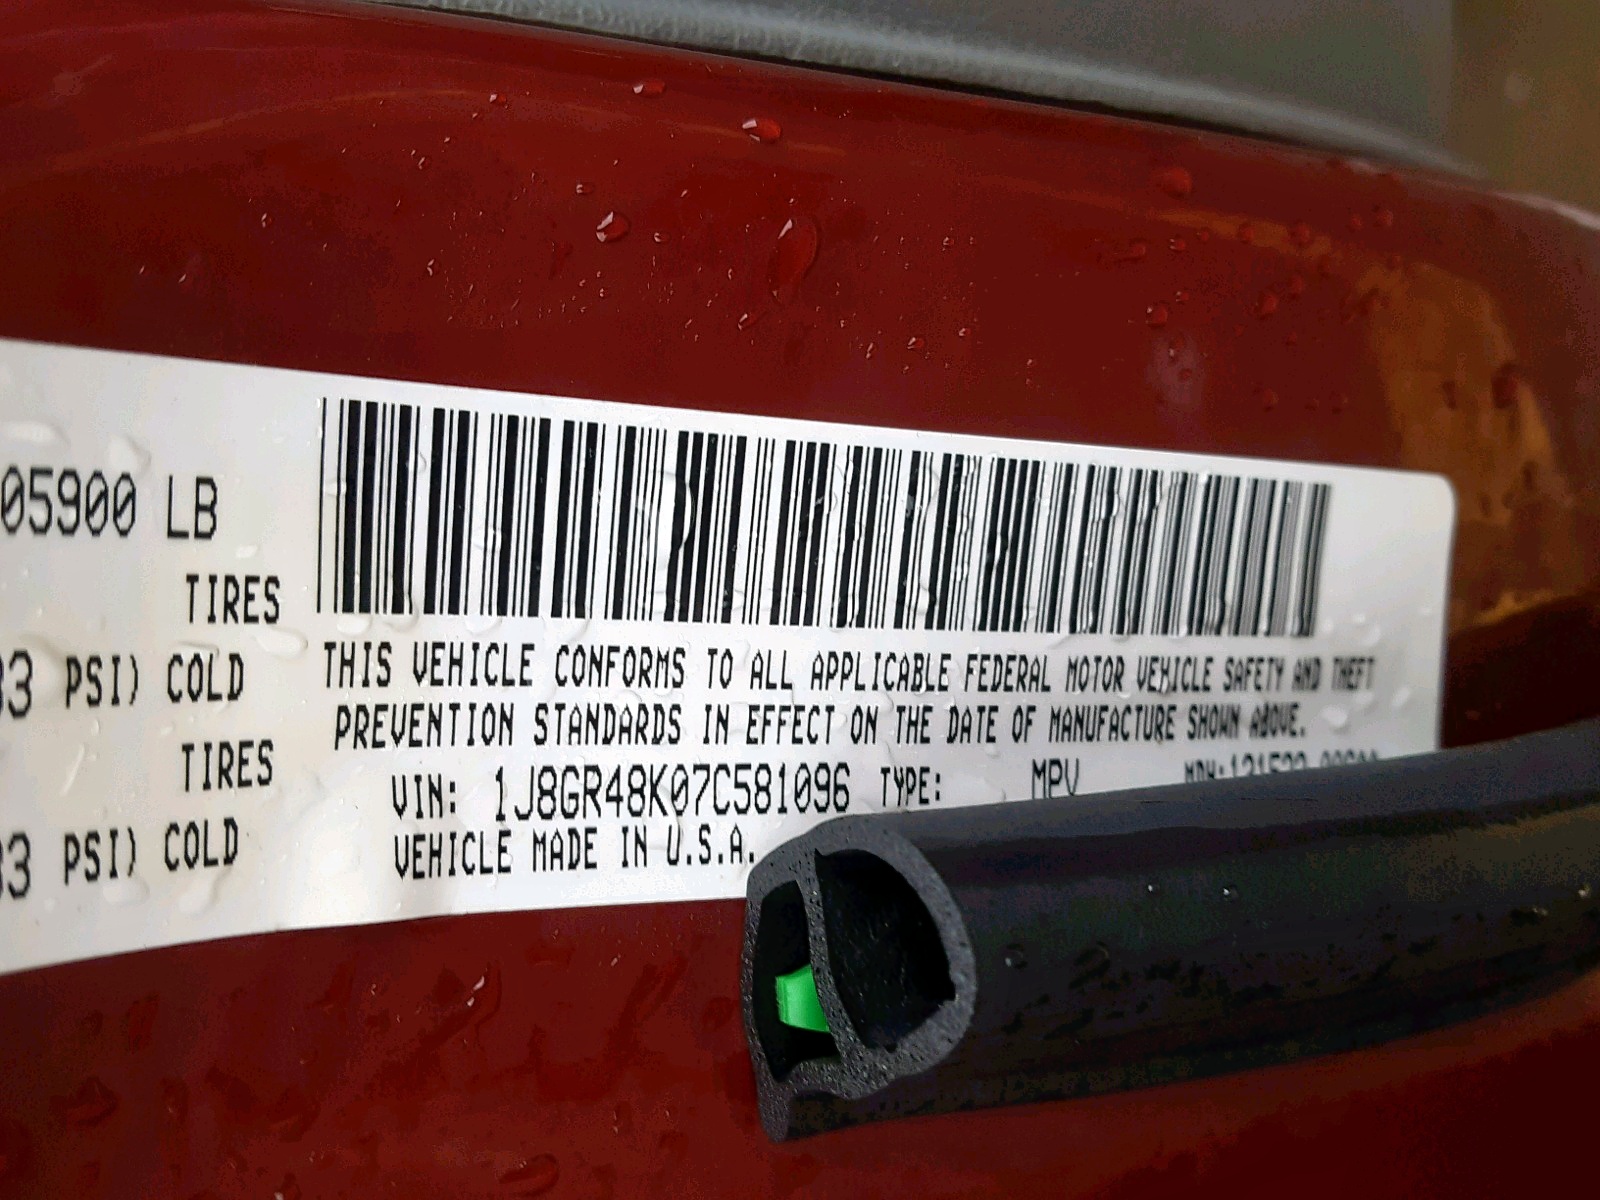 05900 LB
TIRES
THIS VEHICLE CONFORMS TO ALL APPLICABLE FEDERAL MOTOR VEHICLE SAFETY AND THEFT
3 PSI) COLD
PREVENTION STANDARDS IN EFFECT ON THE DATE OF MANUFACTURE SHOWN ABOVE.
TIRES
VIN: 1J8GR48K07C581096 TYPE: MPV
3 PSI) COLD
VEHICLE MADE IN U.S.A.